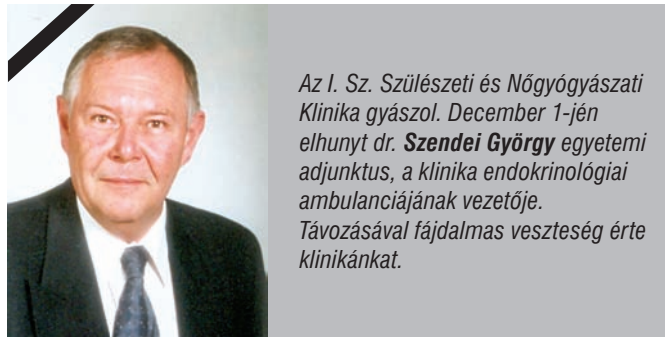 Az I. Sz. Szülészeti és Nőgyógyászati
Klinika gyászol. December 1-jén
elhunyt dr. Szendei György egyetemi
adjunktus, a klinika endokrinológiai
ambulanciájának vezetője.
Távozásával fájdalmas veszteség érte
klinikánkat.